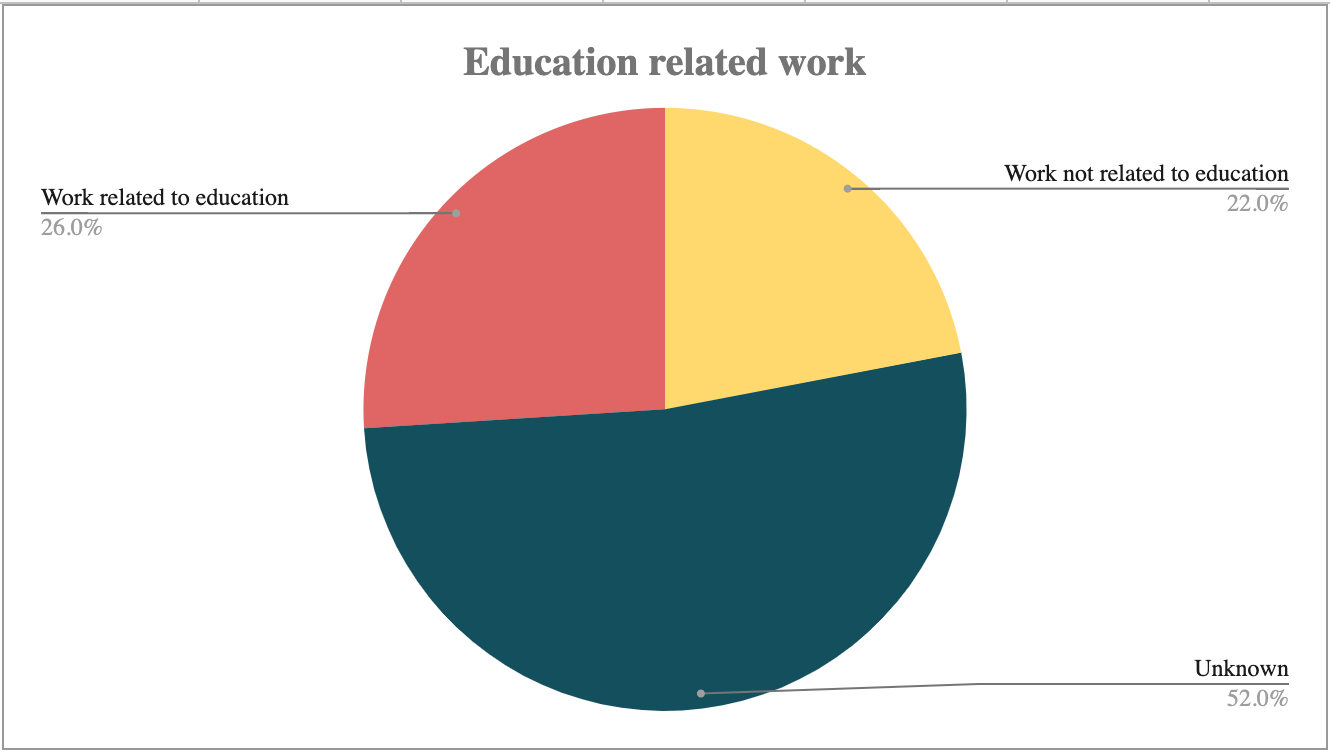 Education related work
Work related to education
26.0%
Work not related to education
22.0%
Unknown
52.0%